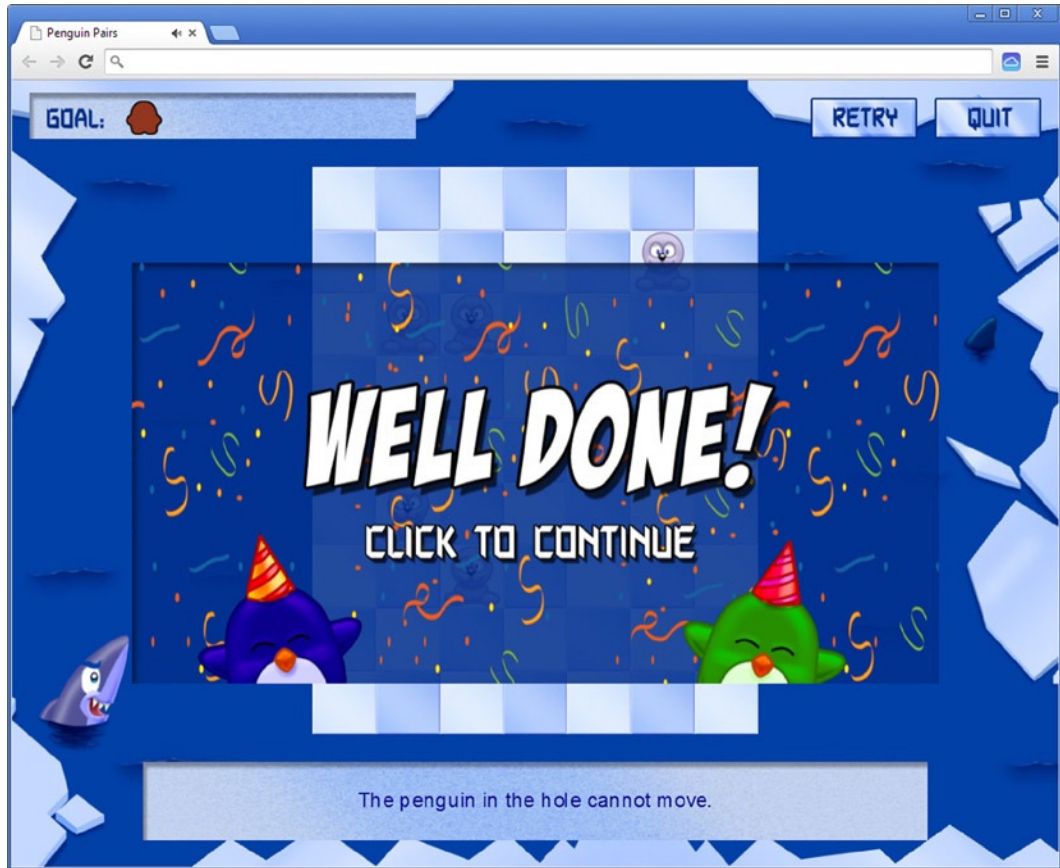 Penguin Pairs
GOAL:
RETRY
QUIT
WELL DONE!
CLICK TO CONTINUE
The penguin in the hole cannot move.